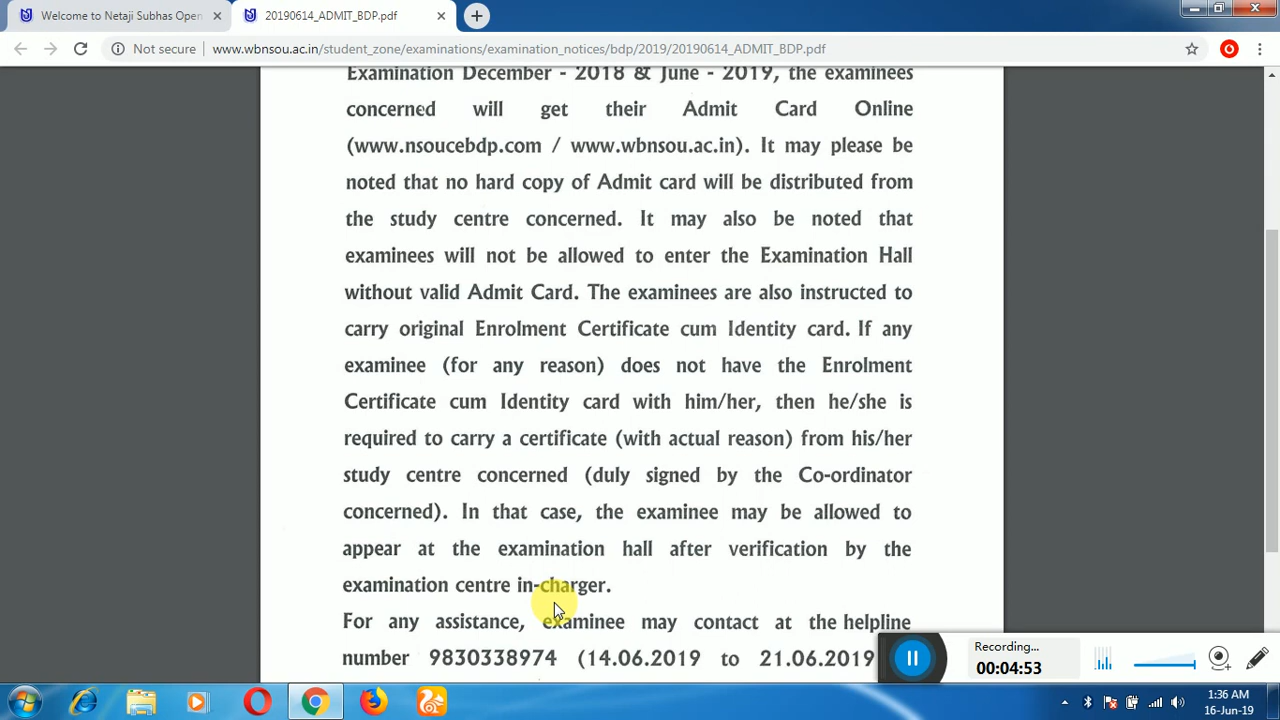 Welcome to Netaji Subhas Open
20190614_ADMIT_BDP.pdf
Not secure
www.wbnsou.ac.in/student_zone/examinations/examination_notices/bdp/2019/20190614_ADMIT_BDP.pdf
Examination December - 2018 & June - 2019, the examinees
concerned will get their Admit Card Online
(www.nsoucebdp.com / www.wbnsou.ac.in). It may please be
noted that no hard copy of Admit card will be distributed from
the study centre concerned. It may also be noted that
examinees will not be allowed to enter the Examination Hall
without valid Admit Card. The examinees are also instructed to
carry original Enrolment Certificate cum Identity card. If any
examinee (for any reason) does not have the Enrolment
Certificate cum Identity card with him/her, then he/she is
required to carry a certificate (with actual reason) from his/her
study centre concerned (duly signed by the Co-ordinator
concerned). In that case, the examinee may be allowed to
appear at the examination hall after verification by the
examination centre in-charger.
For any assistance, examinee may contact at the helpline
number 9830338974 (14.06.2019 to 21.06.2019
Recording...
00:04:53
1:36 AM
16-Jun-19